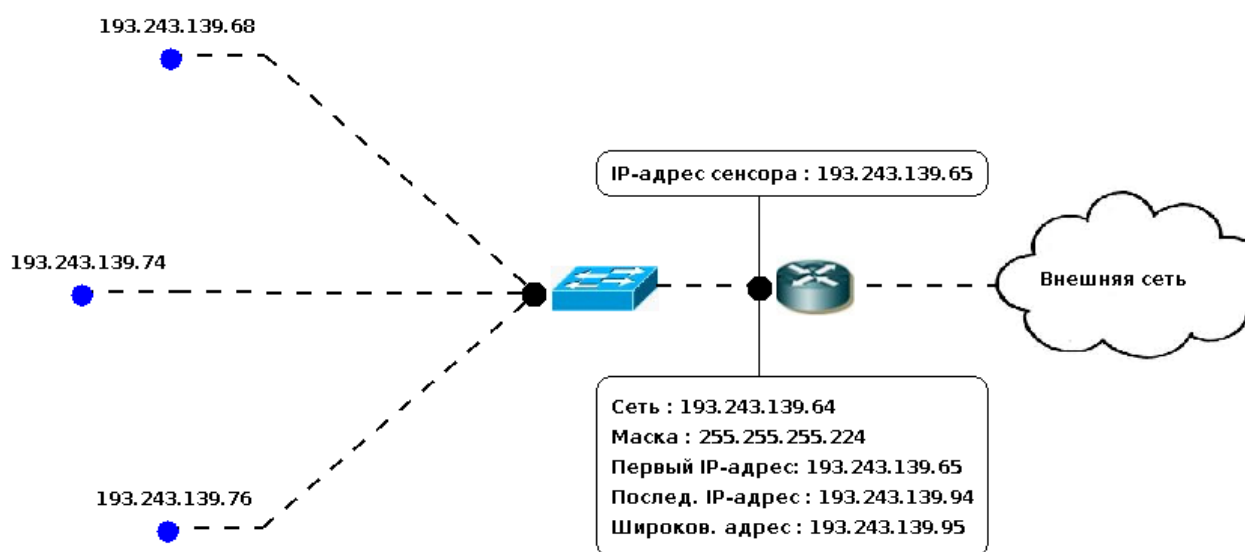 193.243.139.68
IP-адрес сенсора : 193.243.139.65
193.243.139.74
Внешняя сеть
Сеть : 193.243.139.64
Маска : 255.255.255.224
Первый IP-адрес: 193.243.139.65
Послед. IP-адрес : 193.243.139.94
Широков. адрес : 193.243.139.95
193.243.139.76